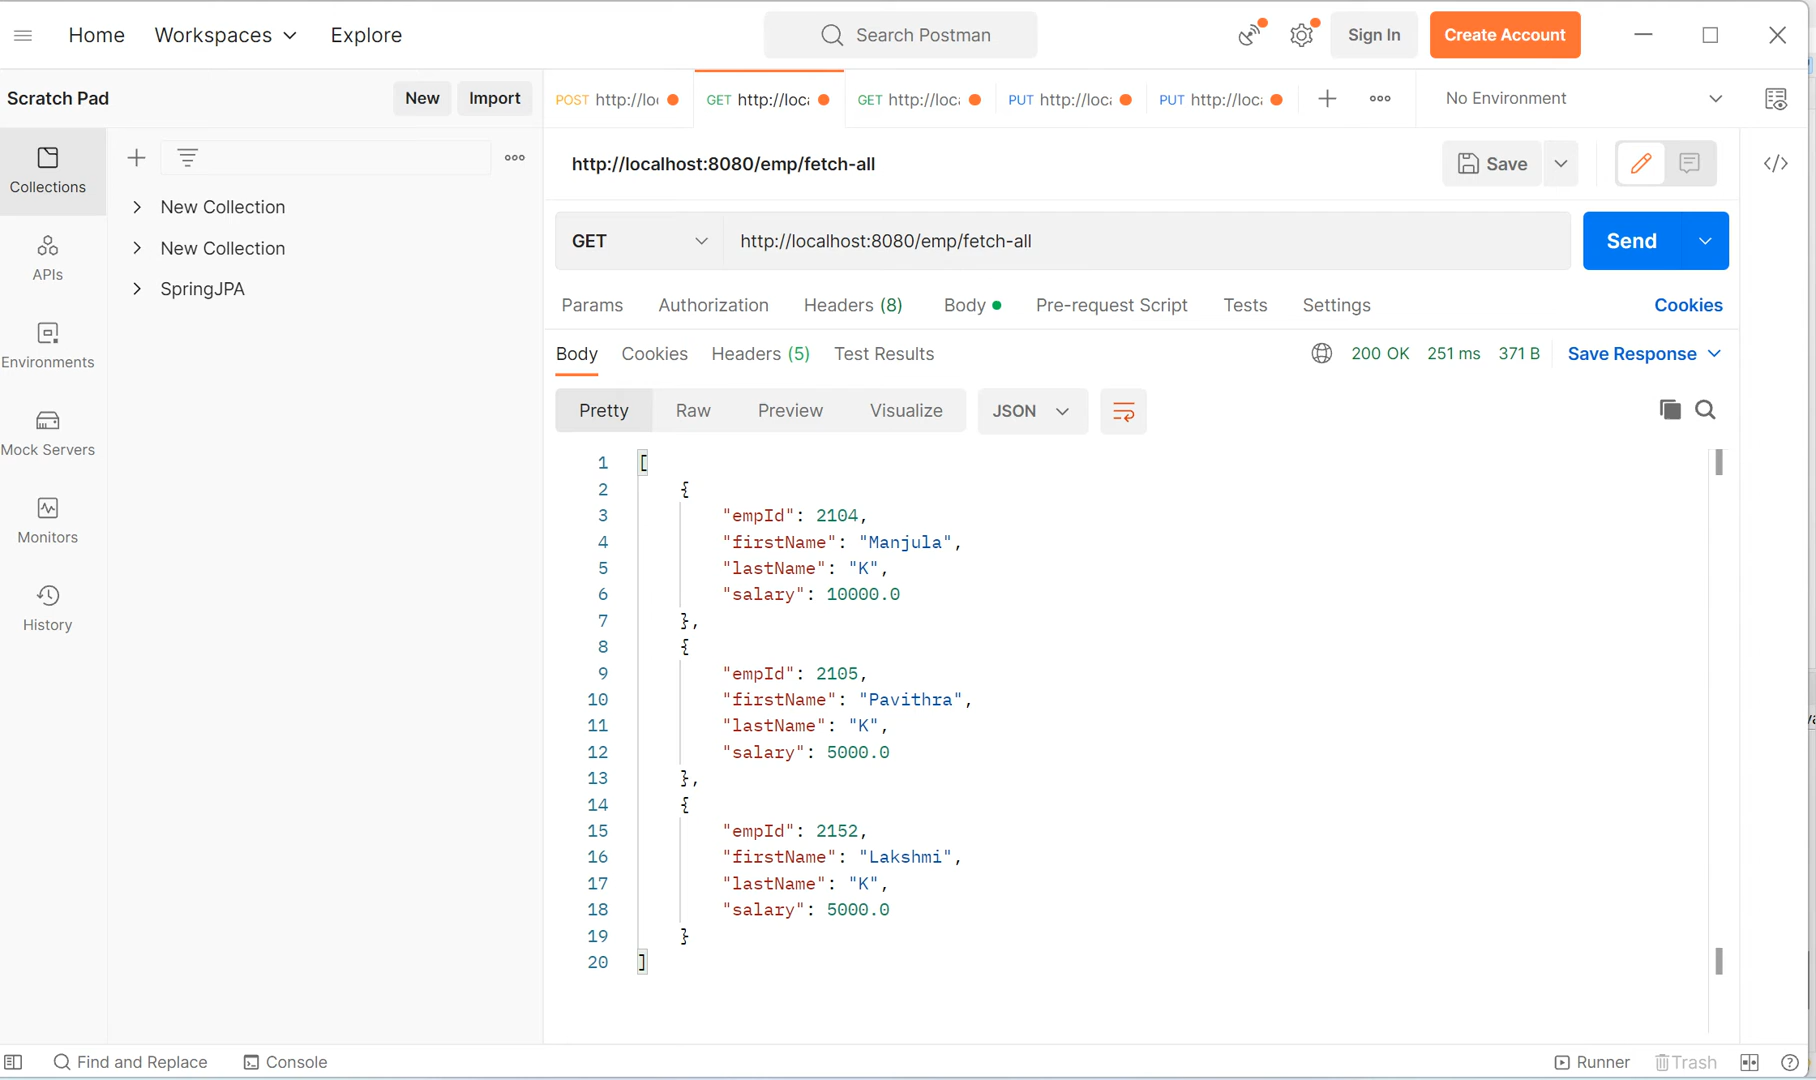 Home Workspaces Explore Search Postman Sign In Create Account
Scratch Pad New Import POST http://loc GET http://loca GET http://loca PUT http://loca PUT http://loca No Environment
Collections
APIs
Environments
Mock Servers
Monitors
History
New Collection
New Collection
SpringJPA
http://localhost:8080/emp/fetch-all Save </>
GET http://localhost:8080/emp/fetch-all Send
Params Authorization Headers (8) Body Pre-request Script Tests Settings Cookies
Body Cookies Headers (5) Test Results 200 OK 251 ms 371 B Save Response
Pretty Raw Preview Visualize JSON
1 [
2 {
3 "empId": 2104,
4 "firstName": "Manjula",
5 "lastName": "K",
6 "salary": 10000.0
7 },
8 {
9 "empId": 2105,
10 "firstName": "Pavithra",
11 "lastName": "K",
12 "salary": 5000.0
13 },
14 {
15 "empId": 2152,
16 "firstName": "Lakshmi",
17 "lastName": "K",
18 "salary": 5000.0
19 }
20 ]
Find and Replace Console Runner Trash